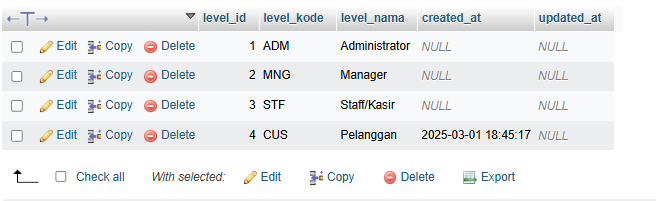 level_id level_kode level_nama created_at updated_at
Edit Copy Delete 1 ADM Administrator NULL NULL
Edit Copy Delete 2 MNG Manager NULL NULL
Edit Copy Delete 3 STF Staff/Kasir NULL NULL
Edit Copy Delete 4 CUS Pelanggan 2025-03-01 18:45:17 NULL
Check all With selected: Edit Copy Delete Export